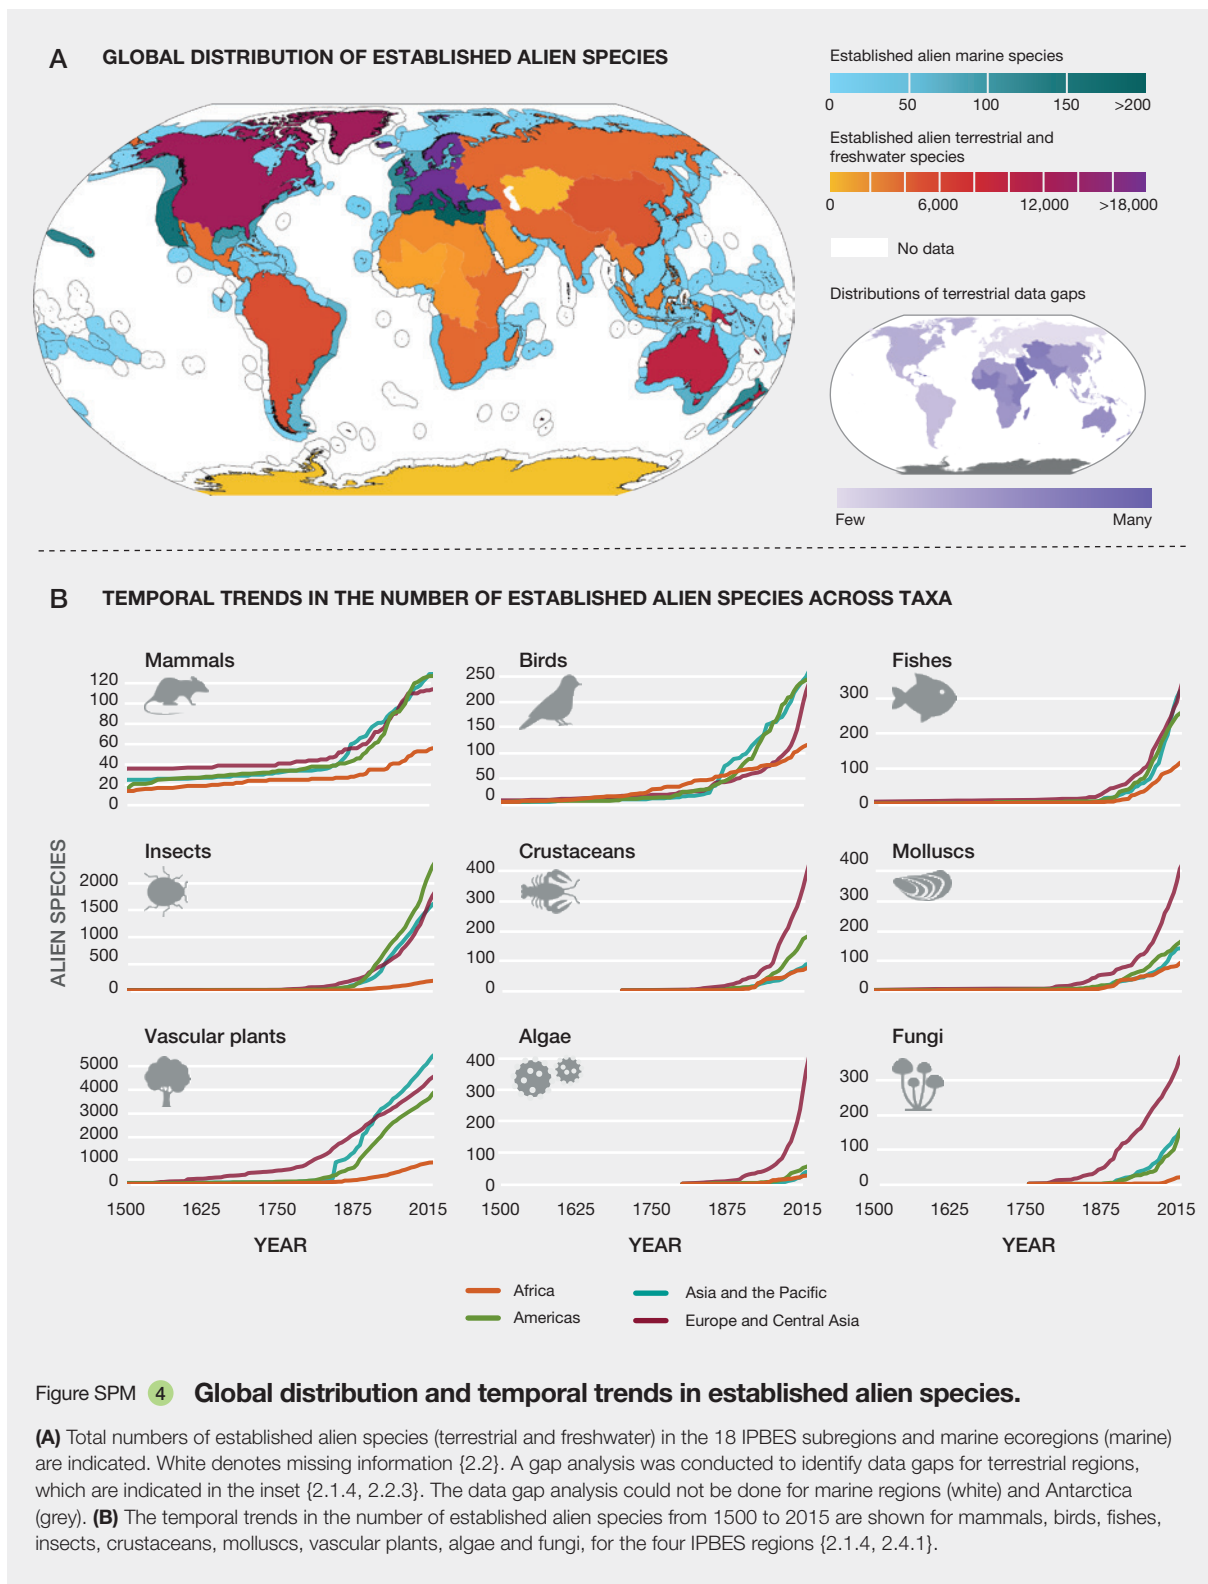 A GLOBAL DISTRIBUTION OF ESTABLISHED ALIEN SPECIES
Established alien marine species
0 50 100 150 >200
Established alien terrestrial and
freshwater species
0 6,000 12,000 >18,000
No data
Distributions of terrestrial data gaps
Few Many
B TEMPORAL TRENDS IN THE NUMBER OF ESTABLISHED ALIEN SPECIES ACROSS TAXA
ALIEN SPECIES
Mammals
120
100
80
60
40
20
0
Birds
250
200
150
100
50
0
Fishes
300
200
100
0
Insects
2000
1500
1000
500
0
Crustaceans
400
300
200
100
0
Molluscs
400
300
200
100
0
Vascular plants
5000
4000
3000
2000
1000
0
1500 1625 1750 1875 2015
YEAR
Algae
400
300
200
100
0
1500 1625 1750 1875 2015
YEAR
Fungi
300
200
100
0
1500 1625 1750 1875 2015
YEAR
Africa
Americas
Asia and the Pacific
Europe and Central Asia
Figure SPM 4 Global distribution and temporal trends in established alien species.
(A) Total numbers of established alien species (terrestrial and freshwater) in the 18 IPBES subregions and marine ecoregions (marine)
are indicated. White denotes missing information {2.2}. A gap analysis was conducted to identify data gaps for terrestrial regions,
which are indicated in the inset {2.1.4, 2.2.3}. The data gap analysis could not be done for marine regions (white) and Antarctica
(grey). (B) The temporal trends in the number of established alien species from 1500 to 2015 are shown for mammals, birds, fishes,
insects, crustaceans, molluscs, vascular plants, algae and fungi, for the four IPBES regions {2.1.4, 2.4.1}.